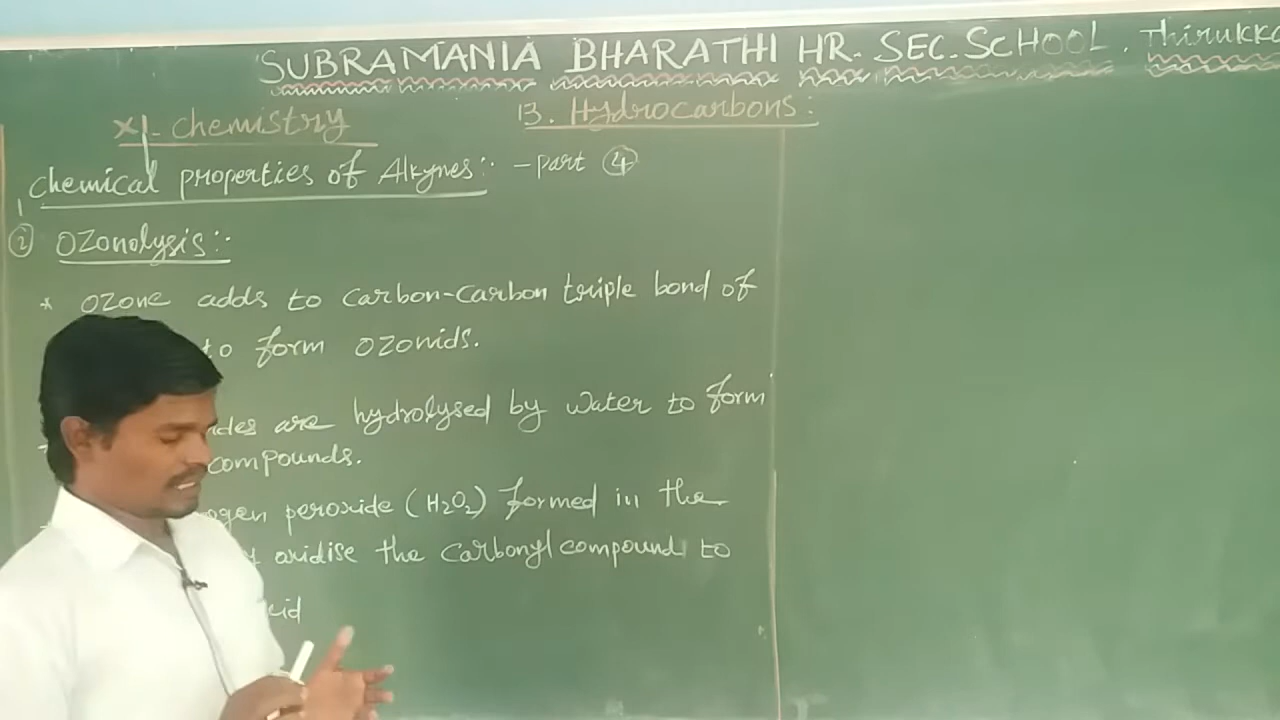 SUBRAMANIA BHARATHI HR. SEC. SCHOOL. Thirukko
XI - Chemistry
13. Hydrocarbons:
Chemical properties of Alkynes:- - part ④
② Ozonolysis:-
* Ozone adds to carbon-carbon triple bond of
to form ozonids.
are hydrolysed by water to form
compounds.
peroxide (H₂O₂) formed in the
oxidise the carbonyl compound to